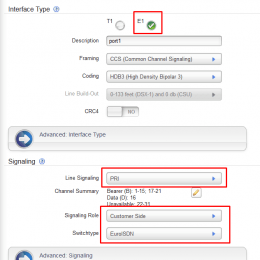 Interface Type
T1 E1
Description port1
Framing CCS (Common Channel Signaling)
Coding HDB3 (High Density Bipolar 3)
Line Build-Out 0-133 feet (DSX-1) and 0 db (CSU)
CRC4 NO
Advanced: Interface Type
Signaling
Line Signaling PRI
Channel Summary Bearer (B): 1-15; 17-21
Data (D): 16
Unavailable: 22-31
Signaling Role Customer Side
Switchtype EuroISDN
Advanced: Signaling